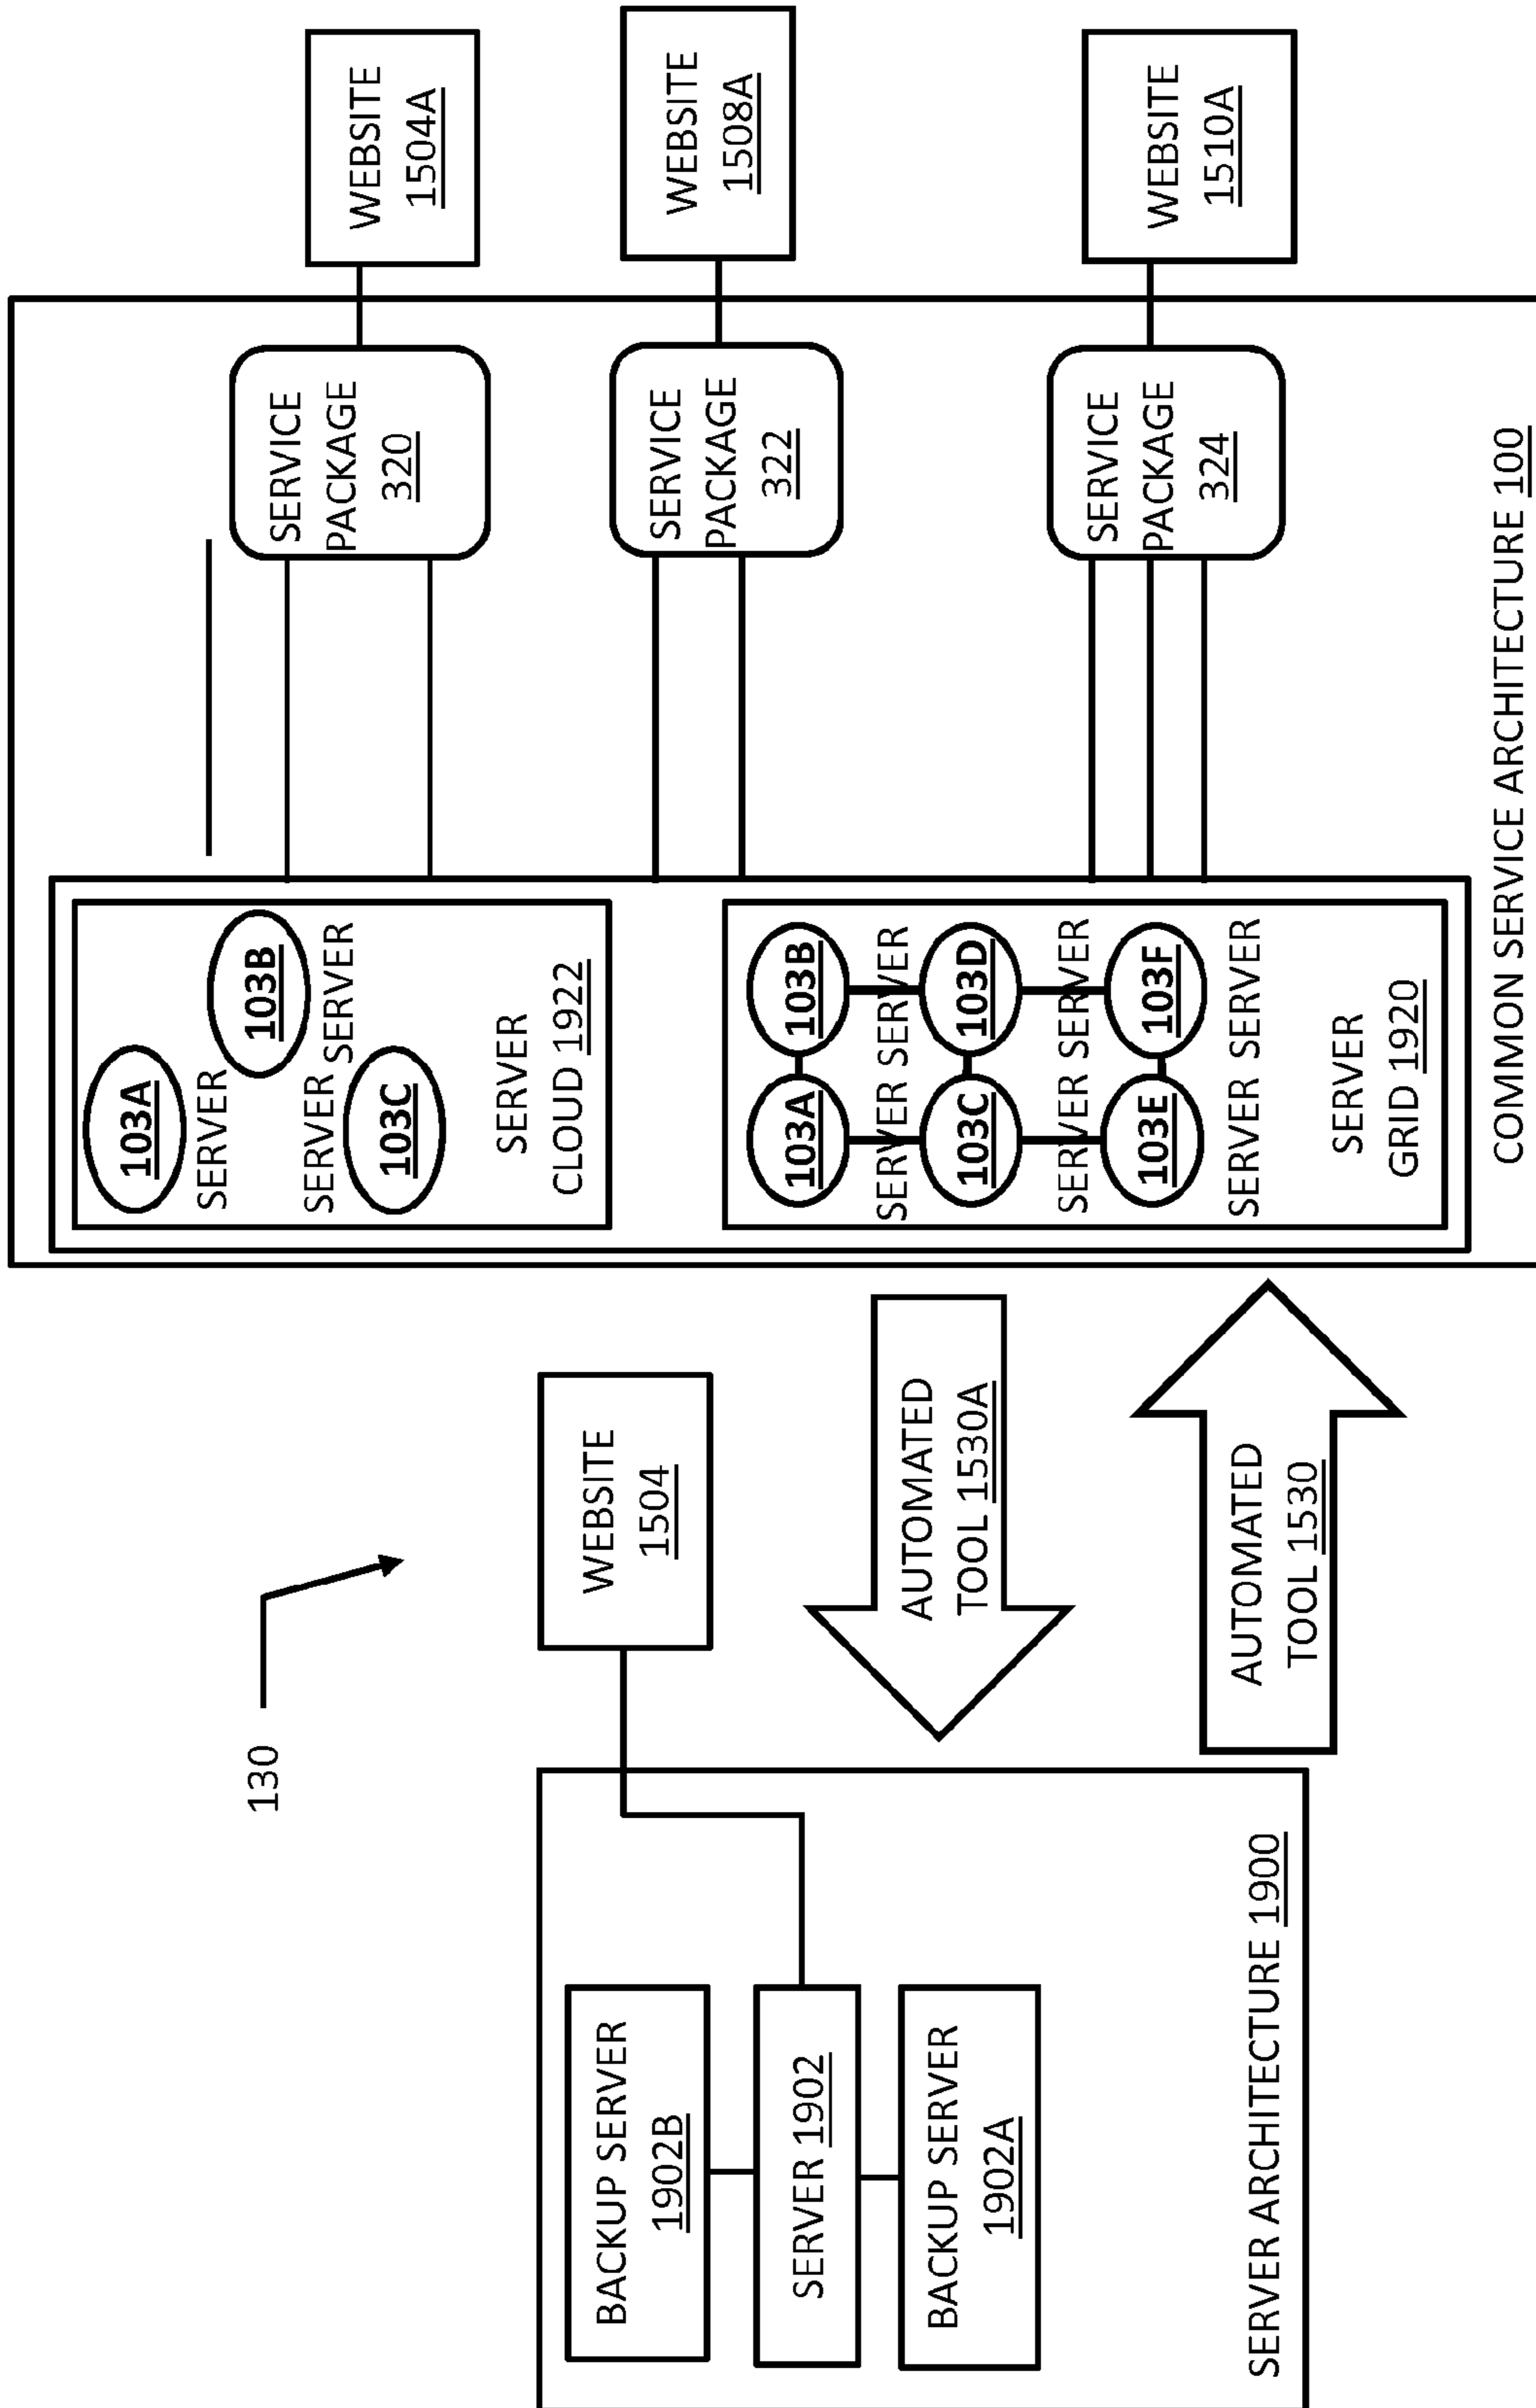 130
BACKUP SERVER
1902B
SERVER 1902
BACKUP SERVER
1902A
SERVER ARCHITECTURE 1900
WEBSITE
1504
AUTOMATED
TOOL 1530A
AUTOMATED
TOOL 1530
103A
SERVER
103B
SERVER
SERVER
103C
SERVER
CLOUD 1922
103A
103B
SERVER
SERVER
103C
103D
SERVER
SERVER
103E
103F
SERVER
SERVER
SERVER
GRID 1920
SERVICE
PACKAGE
320
SERVICE
PACKAGE
322
SERVICE
PACKAGE
324
COMMON SERVICE ARCHITECTURE 100
WEBSITE
1504A
WEBSITE
1508A
WEBSITE
1510A